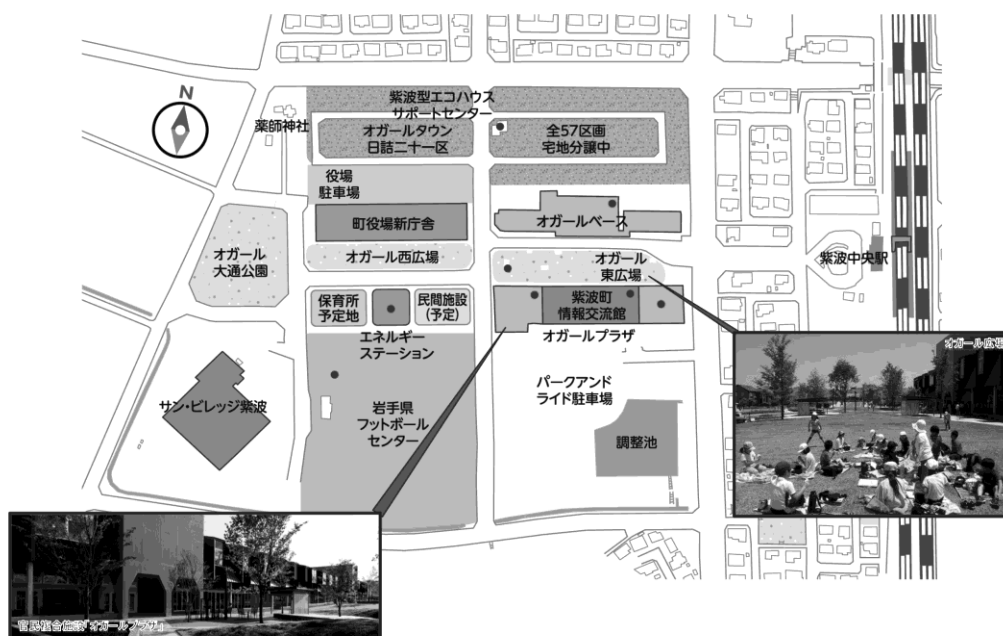 N
薬師神社
紫波型エコハウス
サポートセンター
オガールタウン
日詰二十一区
全57区画
宅地分譲中
役場
駐車場
町役場新庁舎
オガールベース
オガール
大通公園
オガール西広場
オガール
東広場
紫波中央駅
保育所
予定地
民間施設
(予定)
エネルギー
ステーション
紫波町
情報交流館
オガールプラザ
サン・ビレッジ紫波
岩手県
フットボール
センター
パークアンド
ライド駐車場
調整池
オガール広場
官民複合施設「オガールプラザ」